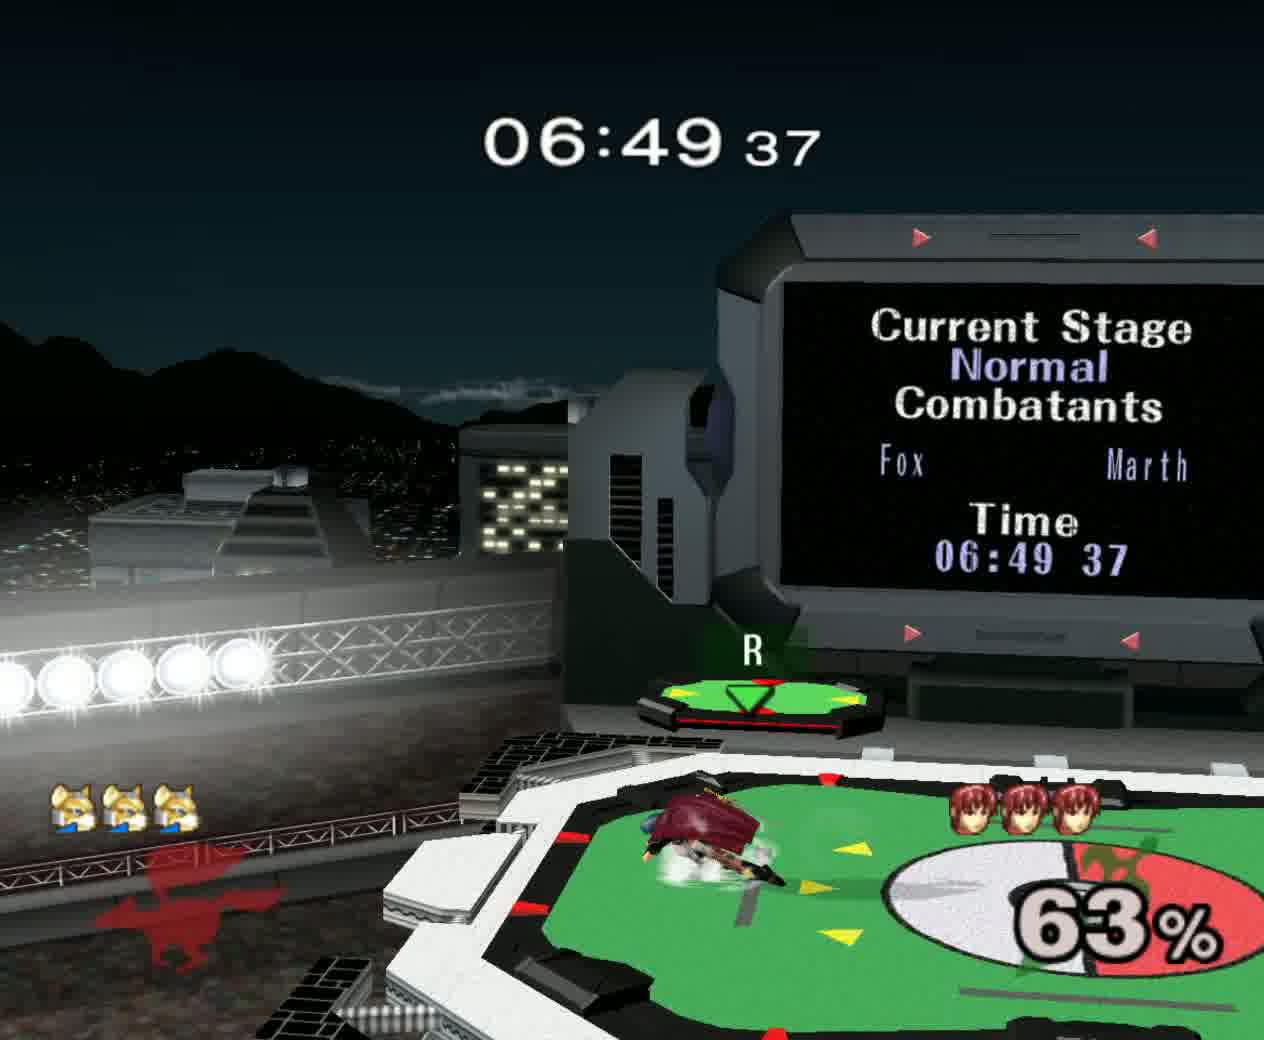 06:49 37
Current Stage
Normal
Combatants
Fox Marth
Time
06:49 37
R
63%